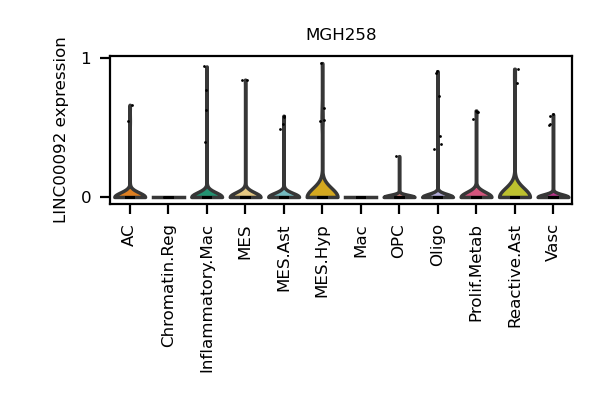 MGH258
LINC00092 expression
1
0
AC
Chromatin.Reg
Inflammatory.Mac
MES
MES.Ast
MES.Hyp
Mac
OPC
Oligo
Prolif.Metab
Reactive.Ast
Vasc